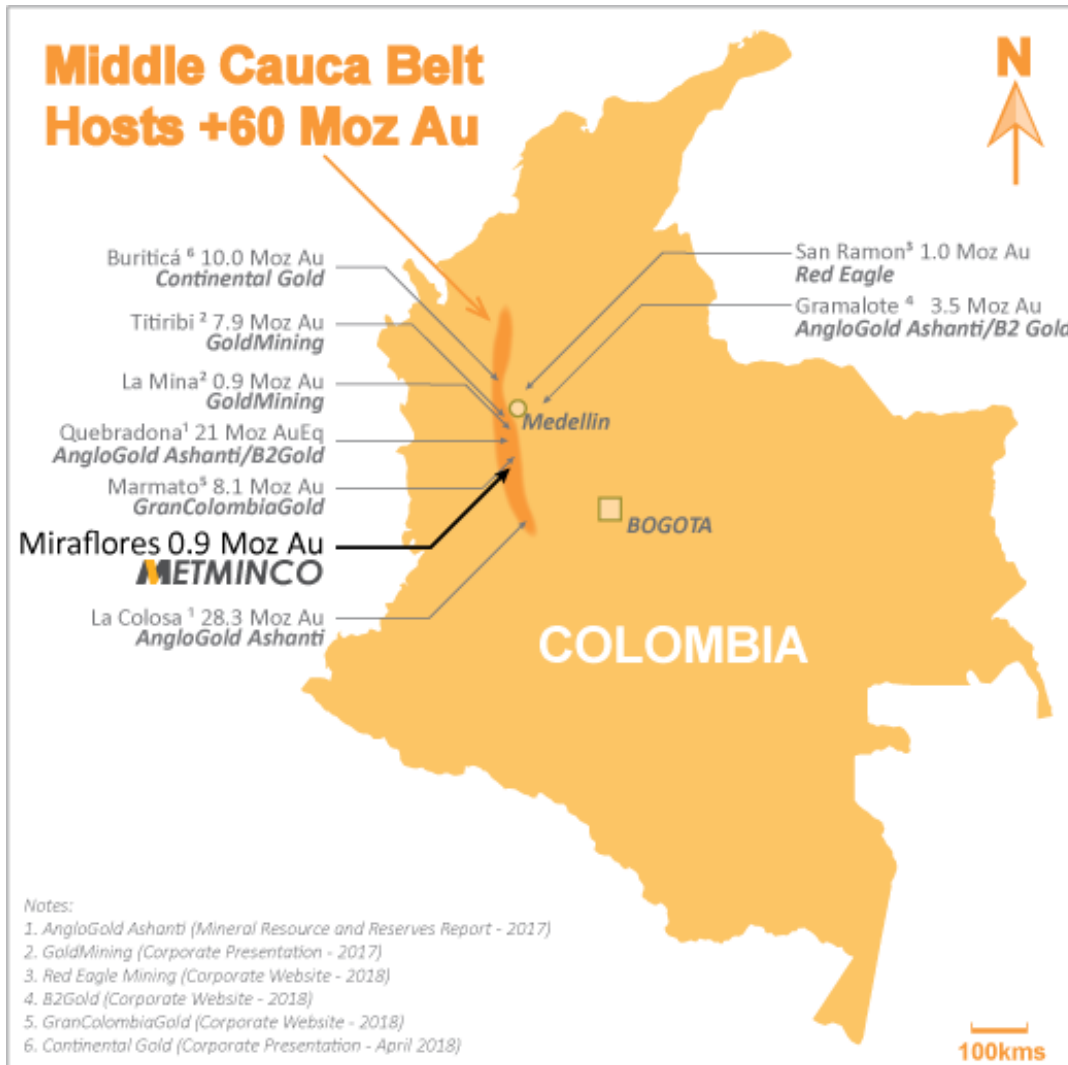 Middle Cauca Belt
Hosts +60 Moz Au
N
Buriticá ⁶ 10.0 Moz Au
Continental Gold
Titiribi ² 7.9 Moz Au
GoldMining
La Mina² 0.9 Moz Au
GoldMining
Quebradona¹ 21 Moz AuEq
AngloGold Ashanti/B2Gold
Marmato⁵ 8.1 Moz Au
GranColombiaGold
Miraflores 0.9 Moz Au
METMINCO
La Colosa ¹ 28.3 Moz Au
AngloGold Ashanti
San Ramon³ 1.0 Moz Au
Red Eagle
Gramalote ⁴ 3.5 Moz Au
AngloGold Ashanti/B2 Gold
Medellin
BOGOTA
COLOMBIA
Notes:
1. AngloGold Ashanti (Mineral Resource and Reserves Report - 2017)
2. GoldMining (Corporate Presentation - 2017)
3. Red Eagle Mining (Corporate Website - 2018)
4. B2Gold (Corporate Website - 2018)
5. GranColombiaGold (Corporate Website - 2018)
6. Continental Gold (Corporate Presentation - April 2018)
100kms